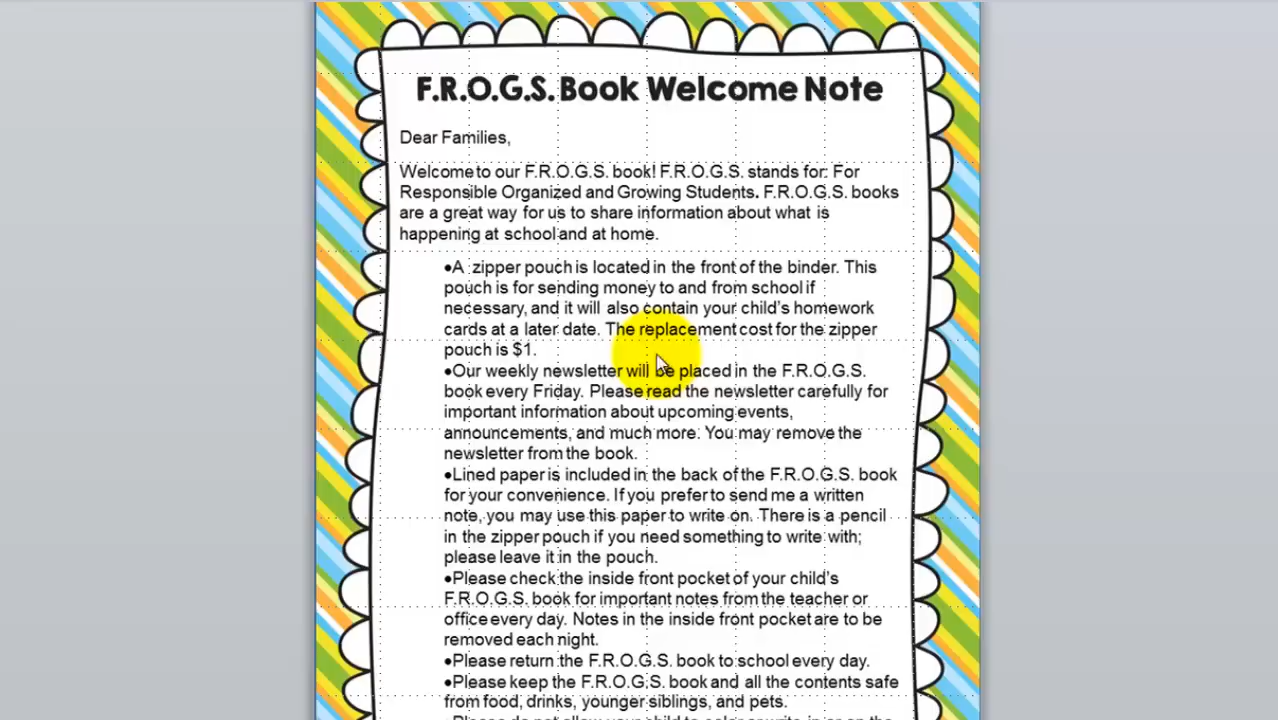 F.R.O.G.S. Book Welcome Note
Dear Families,
Welcome to our F.R.O.G.S. book! F.R.O.G.S. stands for: For
Responsible Organized and Growing Students. F.R.O.G.S. books
are a great way for us to share information about what is
happening at school and at home.
•A zipper pouch is located in the front of the binder. This
pouch is for sending money to and from school if
necessary, and it will also contain your child's homework
cards at a later date. The replacement cost for the zipper
pouch is $1.
•Our weekly newsletter will be placed in the F.R.O.G.S.
book every Friday. Please read the newsletter carefully for
important information about upcoming events,
announcements, and much more. You may remove the
newsletter from the book.
•Lined paper is included in the back of the F.R.O.G.S. book
for your convenience. If you prefer to send me a written
note, you may use this paper to write on. There is a pencil
in the zipper pouch if you need something to write with;
please leave it in the pouch.
•Please check the inside front pocket of your child's
F.R.O.G.S. book for important notes from the teacher or
office every day. Notes in the inside front pocket are to be
removed each night.
•Please return the F.R.O.G.S. book to school every day.
•Please keep the F.R.O.G.S. book and all the contents safe
from food, drinks, younger siblings, and pets.